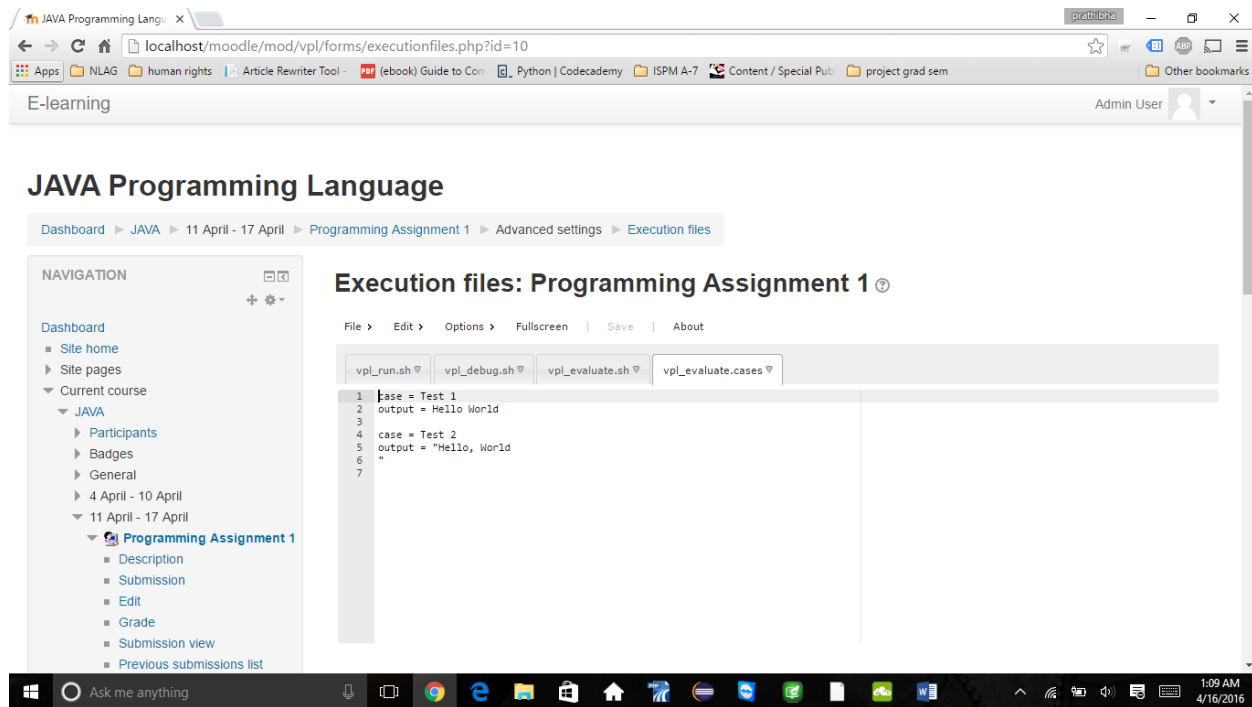 JAVA Programming Langu
prathibha
localhost/moodle/mod/vpl/forms/executionfiles.php?id=10
Apps NLAG human rights Article Rewriter Tool - (ebook) Guide to Com Python | Codecademy ISPM A-7 Content / Special Pub project grad sem Other bookmarks
E-learning
Admin User
JAVA Programming Language
Dashboard JAVA 11 April - 17 April Programming Assignment 1 Advanced settings Execution files
NAVIGATION
Dashboard
Site home
Site pages
Current course
JAVA
Participants
Badges
General
4 April - 10 April
11 April - 17 April
Programming Assignment 1
Description
Submission
Edit
Grade
Submission view
Previous submissions list
Execution files: Programming Assignment 1
File Edit Options Fullscreen | Save | About
vpl_run.sh vpl_debug.sh vpl_evaluate.sh vpl_evaluate.cases
1 case = Test 1
2 output = Hello World
3
4 case = Test 2
5 output = "Hello, World
6 "
7
Ask me anything
1:09 AM
4/16/2016